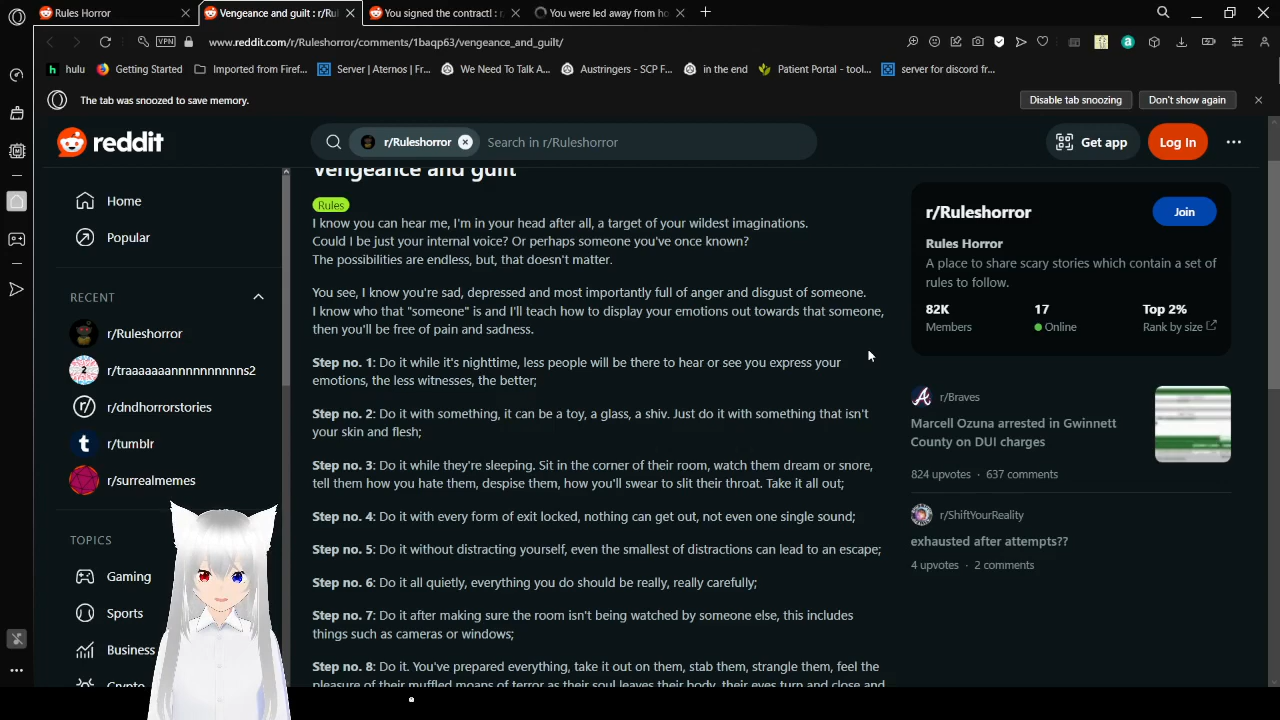 Rules Horror
Vengeance and guilt : r/Ru
You signed the contract! : r
You were led away from ho
VPN
www.reddit.com/r/Ruleshorror/comments/1baqp63/vengeance_and_guilt/
hulu
Getting Started
Imported from Firef...
Server | Aternos | Fr...
We Need To Talk A...
Austringers - SCP F...
in the end
Patient Portal - tool...
server for discord fr...
The tab was snoozed to save memory.
Disable tab snoozing
Don't show again
reddit
r/Ruleshorror
Search in r/Ruleshorror
Get app
Log In
Home
Popular
RECENT
r/Ruleshorror
r/traaaaaaannnnnnnnnns2
r/dndhorrorstories
r/tumblr
r/surrealmemes
TOPICS
Gaming
Sports
Business
Vengeance and guilt
Rules
I know you can hear me, I'm in your head after all, a target of your wildest imaginations.
Could I be just your internal voice? Or perhaps someone you've once known?
The possibilities are endless, but, that doesn't matter.
You see, I know you're sad, depressed and most importantly full of anger and disgust of someone.
I know who that "someone" is and I'll teach how to display your emotions out towards that someone,
then you'll be free of pain and sadness.
Step no. 1: Do it while it's nighttime, less people will be there to hear or see you express your
emotions, the less witnesses, the better;
Step no. 2: Do it with something, it can be a toy, a glass, a shiv. Just do it with something that isn't
your skin and flesh;
Step no. 3: Do it while they're sleeping. Sit in the corner of their room, watch them dream or snore,
tell them how you hate them, despise them, how you'll swear to slit their throat. Take it all out;
Step no. 4: Do it with every form of exit locked, nothing can get out, not even one single sound;
Step no. 5: Do it without distracting yourself, even the smallest of distractions can lead to an escape;
Step no. 6: Do it all quietly, everything you do should be really, really carefully;
Step no. 7: Do it after making sure the room isn't being watched by someone else, this includes
things such as cameras or windows;
Step no. 8: Do it. You've prepared everything, take it out on them, stab them, strangle them, feel the
pleasure of their muffled moans of terror as their soul leaves their body, their eyes turn and close and
r/Ruleshorror
Join
Rules Horror
A place to share scary stories which contain a set of
rules to follow.
82K
Members
17
Online
Top 2%
Rank by size
r/Braves
Marcell Ozuna arrested in Gwinnett
County on DUI charges
824 upvotes · 637 comments
r/ShiftYourReality
exhausted after attempts??
4 upvotes · 2 comments